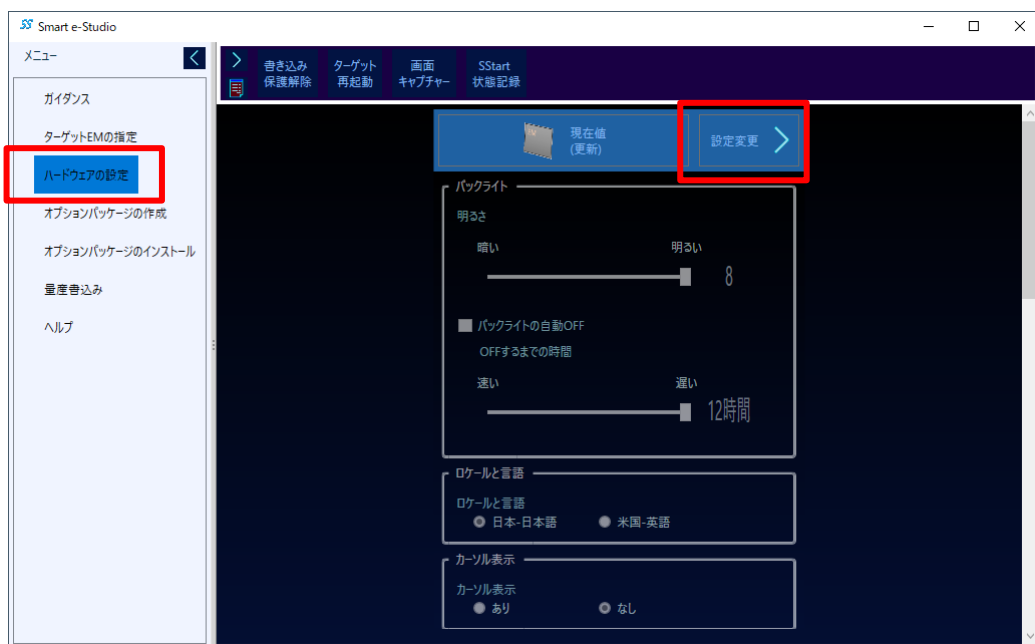 Smart e-Studio
メニュー
ガイダンス
ターゲットEMの指定
ハードウェアの設定
オプションパッケージの作成
オプションパッケージのインストール
量産書込み
ヘルプ
書き込み
保護解除
ターゲット
再起動
画面
キャプチャー
SStart
状態記録
現在値
(更新)
設定変更
バックライト
明るさ
暗い 明るい
8
バックライトの自動OFF
OFFするまでの時間
速い 遅い
12時間
ロケールと言語
ロケールと言語
日本-日本語 米国-英語
カーソル表示
カーソル表示
あり なし